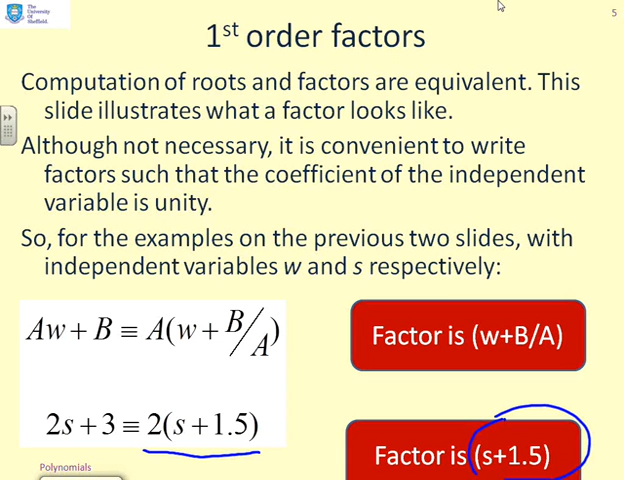 The
University
Of
Sheffield.
5
1st order factors
Computation of roots and factors are equivalent. This
slide illustrates what a factor looks like.
Although not necessary, it is convenient to write
factors such that the coefficient of the independent
variable is unity.
So, for the examples on the previous two slides, with
independent variables w and s respectively:
Aw + B ≡ A(w + B/A)
Factor is (w+B/A)
2s + 3 ≡ 2(s + 1.5)
Factor is (s+1.5)
Polynomials